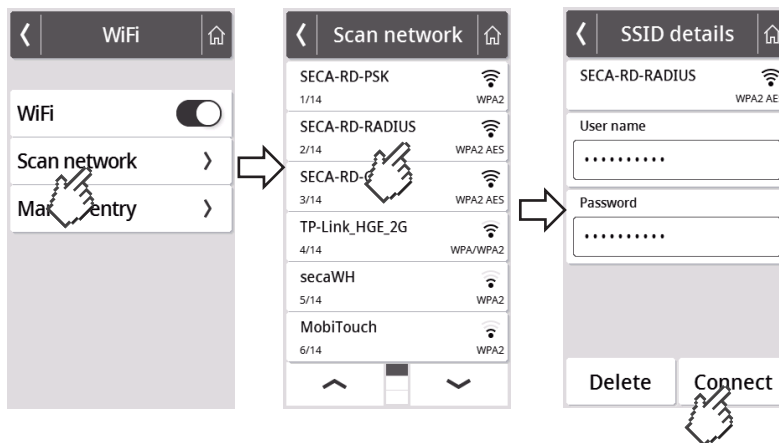 WiFi
WiFi
Scan network
entry
Scan network
SECA-RD-PSK
1/14 WPA2
SECA-RD-RADIUS
2/14 WPA2 AES
3/14 WPA2 AES
TP-Link_HGE_2G
4/14 WPA/WPA2
secaWH
5/14 WPA2
MobiTouch
6/14 WPA2
SSID details
SECA-RD-RADIUS
WPA2
User name
..........
Password
..........
Delete Connect